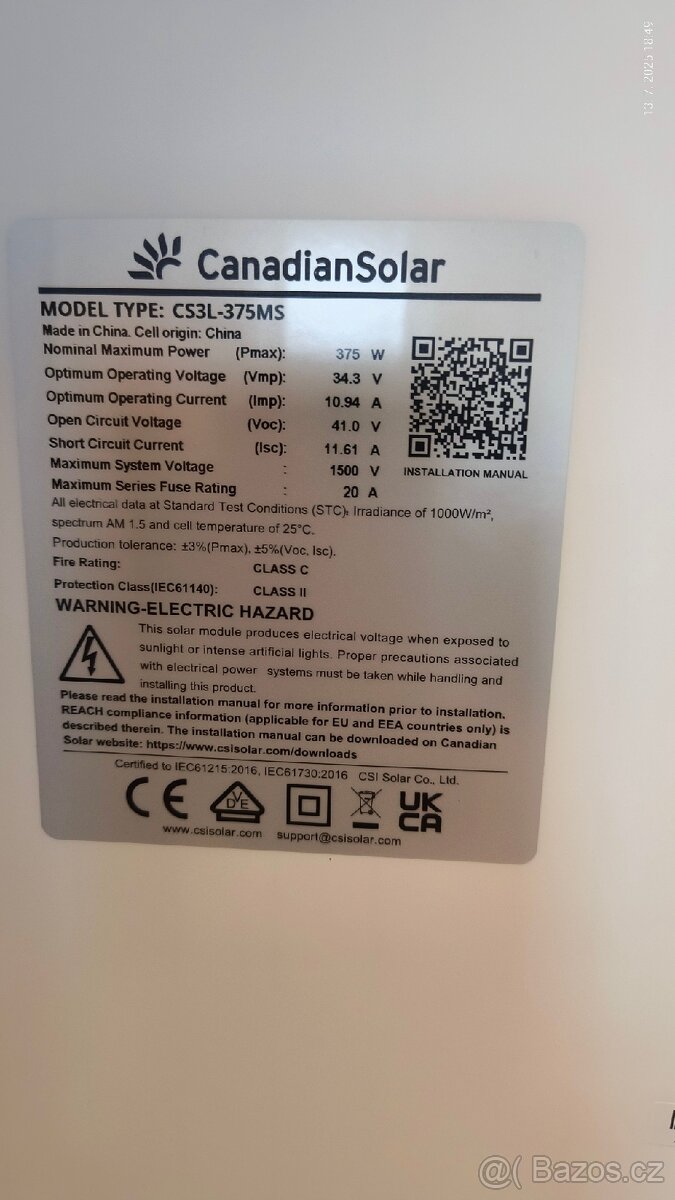 13. 7. 2025 18:49
CanadianSolar
MODEL TYPE: CS3L-375MS
Made in China. Cell origin: China
Nominal Maximum Power (Pmax): 375 W
Optimum Operating Voltage (Vmp): 34.3 V
Optimum Operating Current (Imp): 10.94 A
Open Circuit Voltage (Voc): 41.0 V
Short Circuit Current (Isc): 11.61 A
Maximum System Voltage : 1500 V
Maximum Series Fuse Rating : 20 A
INSTALLATION MANUAL
All electrical data at Standard Test Conditions (STC): Irradiance of 1000W/m²,
spectrum AM 1.5 and cell temperature of 25°C.
Production tolerance: ±3%(Pmax), ±5%(Voc, Isc).
Fire Rating: CLASS C
Protection Class(IEC61140): CLASS II
WARNING-ELECTRIC HAZARD
This solar module produces electrical voltage when exposed to
sunlight or intense artificial lights. Proper precautions associated
with electrical power systems must be taken while handling and
installing this product.
Please read the installation manual for more information prior to installation.
REACH compliance information (applicable for EU and EEA countries only) is
described therein. The installation manual can be downloaded on Canadian
Solar website: https://www.csisolar.com/downloads
Certified to IEC61215:2016, IEC61730:2016 CSI Solar Co., Ltd.
CE DVE UK CA
www.csisolar.com support@csisolar.com
@( Bazos.cz